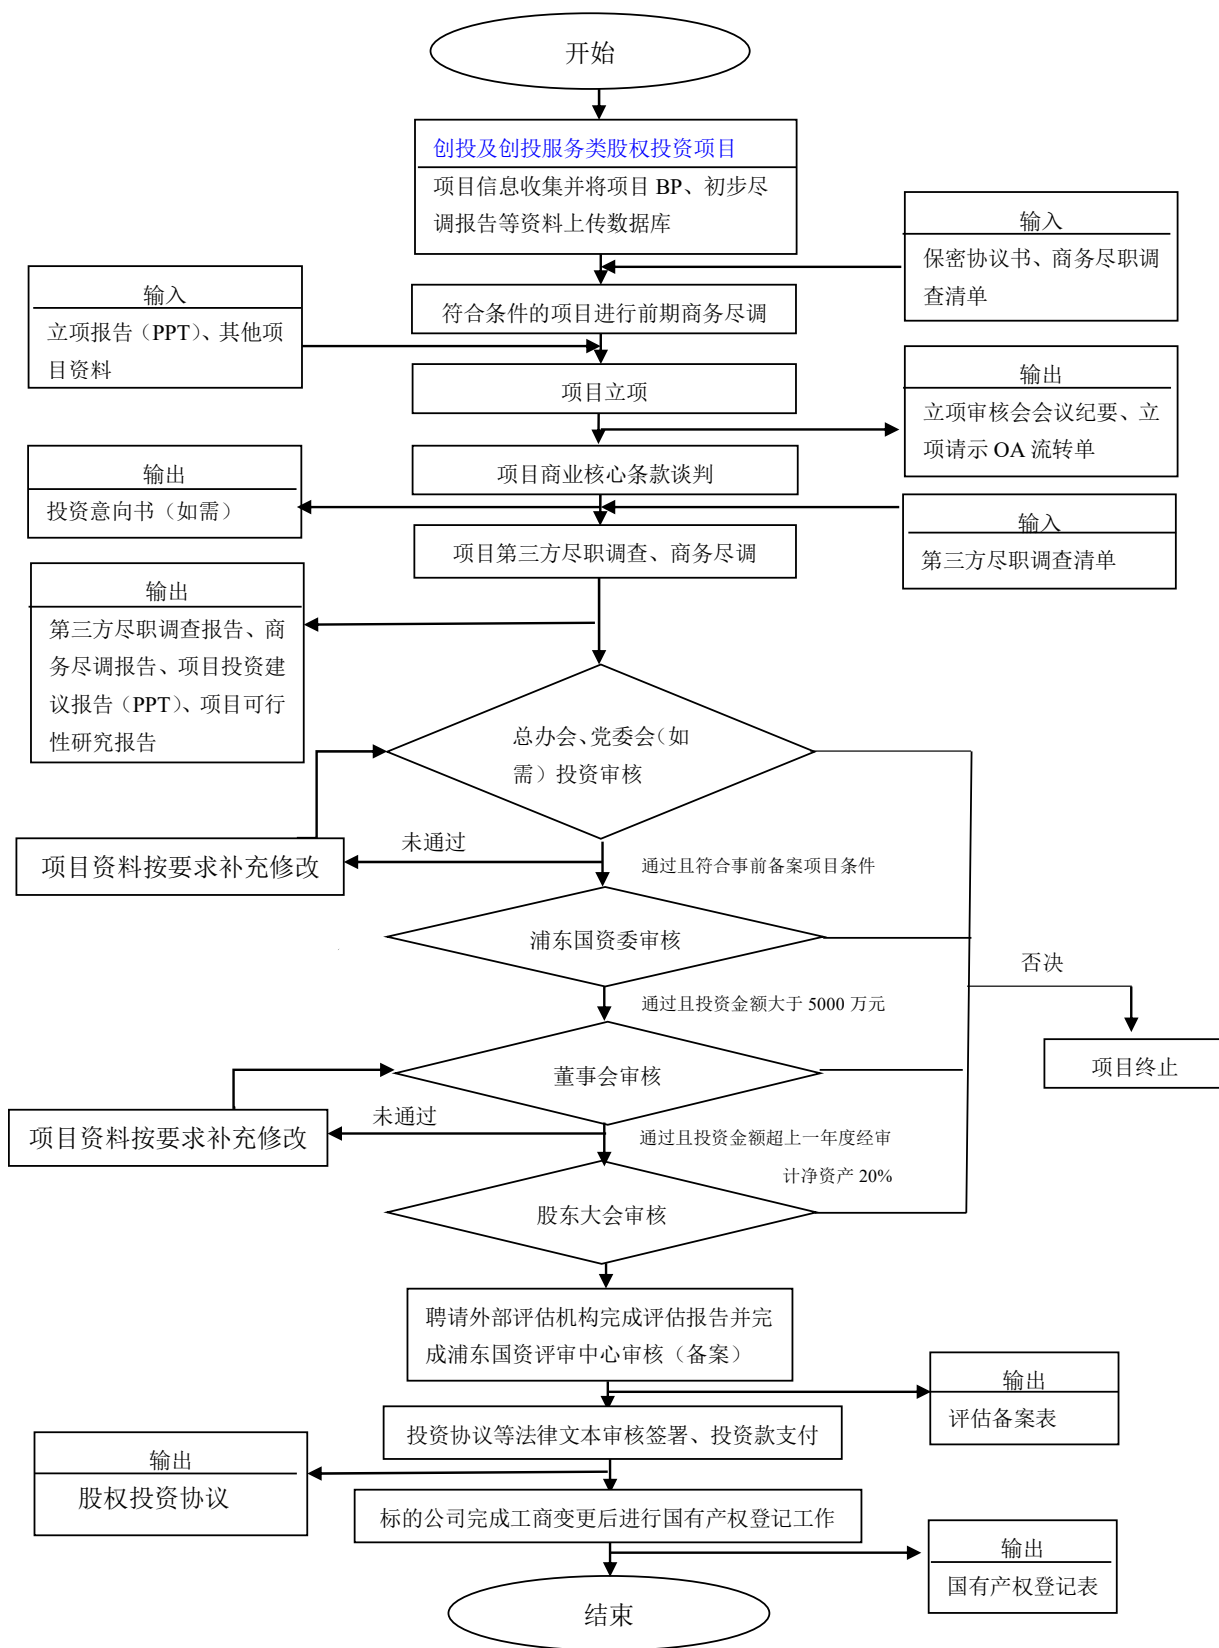 开始
创投及创投服务类股权投资项目
项目信息收集并将项目 BP、初步尽
调报告等资料上传数据库
输入
保密协议书、商务尽职调
查清单
输入
立项报告（PPT）、其他项
目资料
符合条件的项目进行前期商务尽调
项目立项
输出
立项审核会会议纪要、立
项请示 OA 流转单
输出
投资意向书（如需）
项目商业核心条款谈判
输入
第三方尽职调查清单
项目第三方尽职调查、商务尽调
输出
第三方尽职调查报告、商
务尽调报告、项目投资建
议报告（PPT）、项目可行
性研究报告
总办会、党委会（如
需）投资审核
未通过
项目资料按要求补充修改
通过且符合事前备案项目条件
浦东国资委审核
否决
通过且投资金额大于 5000 万元
项目终止
董事会审核
未通过
项目资料按要求补充修改
通过且投资金额超上一年度经审
计净资产 20%
股东大会审核
聘请外部评估机构完成评估报告并完
成浦东国资评审中心审核（备案）
输出
评估备案表
投资协议等法律文本审核签署、投资款支付
输出
股权投资协议
标的公司完成工商变更后进行国有产权登记工作
输出
国有产权登记表
结束